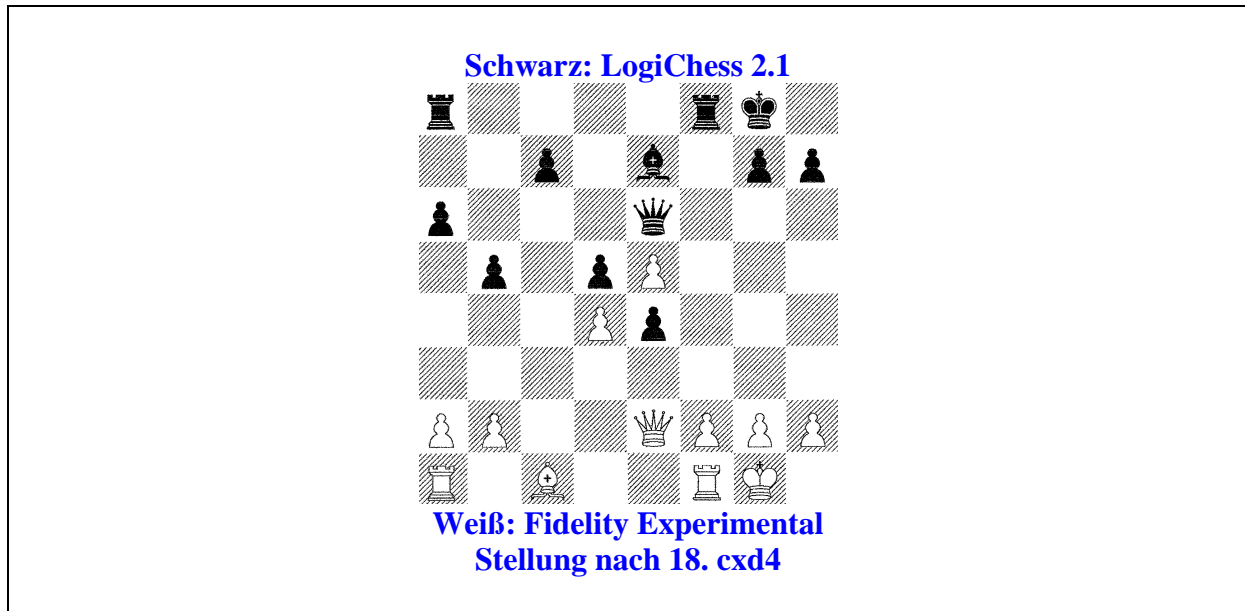 Schwarz: LogiChess 2.1
Weiß: Fidelity Experimental
Stellung nach 18. cxd4